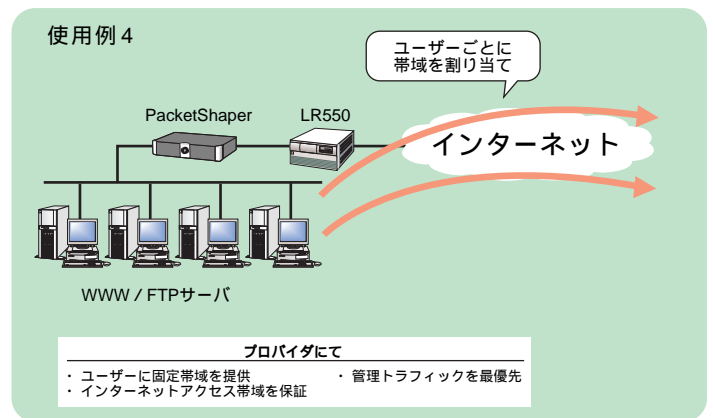 使用例4
ユーザーごとに
帯域を割り当て
PacketShaper
LR550
インターネット
WWW / FTPサーバ
プロバイダにて
・ ユーザーに固定帯域を提供
・ インターネットアクセス帯域を保証
・ 管理トラフィックを最優先